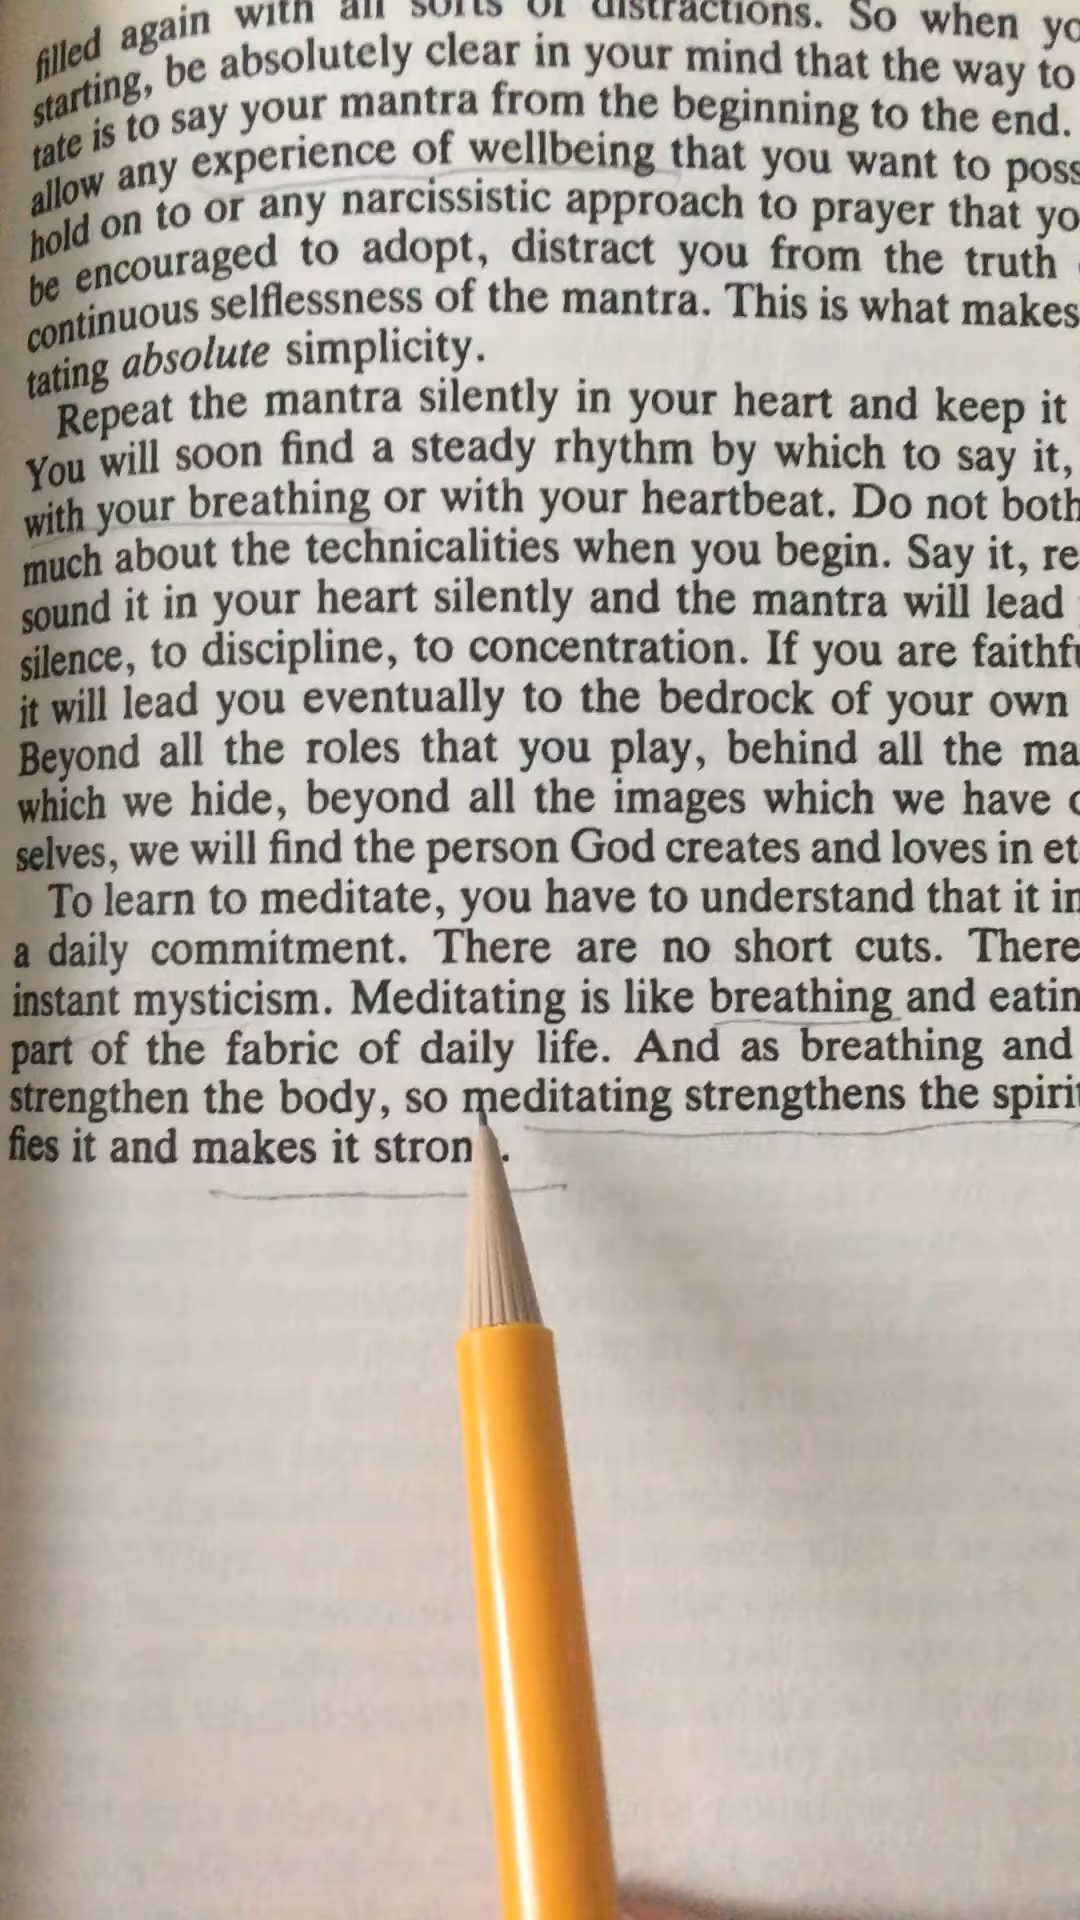 filled again with all sorts of distractions. So when yo
starting, be absolutely clear in your mind that the way to
tate is to say your mantra from the beginning to the end.
allow any experience of wellbeing that you want to poss
hold on to or any narcissistic approach to prayer that yo
be encouraged to adopt, distract you from the truth
continuous selflessness of the mantra. This is what makes
tating absolute simplicity.
Repeat the mantra silently in your heart and keep it
You will soon find a steady rhythm by which to say it,
with your breathing or with your heartbeat. Do not both
much about the technicalities when you begin. Say it, re
sound it in your heart silently and the mantra will lead
silence, to discipline, to concentration. If you are faithfu
it will lead you eventually to the bedrock of your own
Beyond all the roles that you play, behind all the ma
which we hide, beyond all the images which we have
selves, we will find the person God creates and loves in et
To learn to meditate, you have to understand that it in
a daily commitment. There are no short cuts. There
instant mysticism. Meditating is like breathing and eatin
part of the fabric of daily life. And as breathing and
strengthen the body, so meditating strengthens the spirit
fies it and makes it stron .